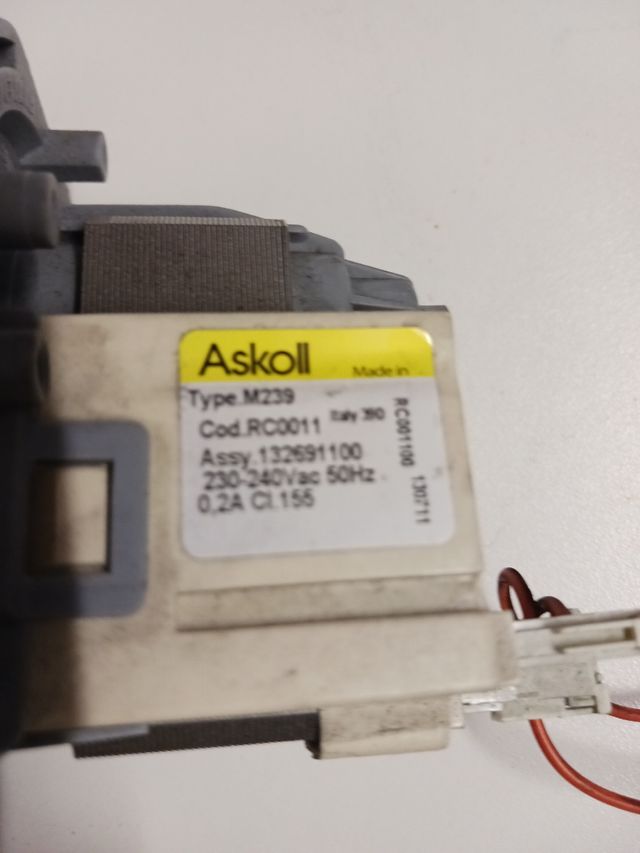 Askoll
Made in
Type.M239
Italy 390
Cod.RC0011
Assy.132691100
230-240Vac 50Hz
0,2A Cl.155
RC001100 130711